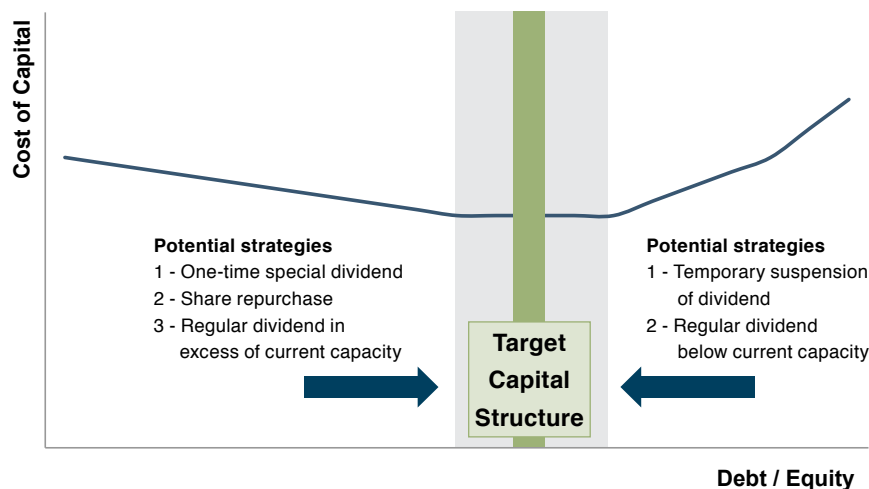 Cost of Capital
Potential strategies
1 - One-time special dividend
2 - Share repurchase
3 - Regular dividend in
excess of current capacity
Target
Capital
Structure
Potential strategies
1 - Temporary suspension
of dividend
2 - Regular dividend
below current capacity
Debt / Equity